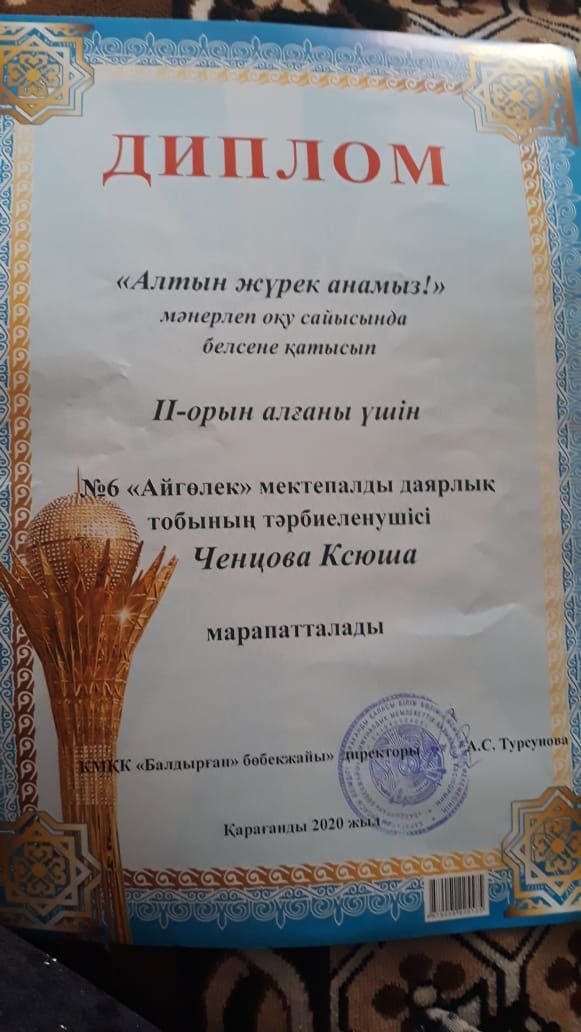 ДИПЛОМ
«Алтын жүрек анамыз!»
мәнерлеп оқу сайысында
белсене қатысып
ІІ-орын алғаны үшін
№6 «Айгөлек» мектепалды даярлық
тобының тәрбиеленушісі
Ченцова Ксюша
марапатталады
КМҚК «Балдырған» бөбекжайы» директоры А.С. Турсунова
Қарағанды 2020 жыл